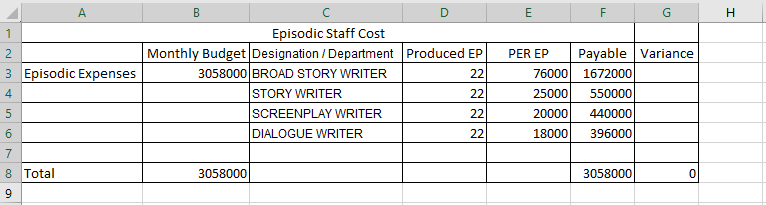 A B C D E F G H
1 Episodic Staff Cost
2 Monthly Budget Designation / Department Produced EP PER EP Payable Variance
3 Episodic Expenses 3058000 BROAD STORY WRITER 22 76000 1672000
4 STORY WRITER 22 25000 550000
5 SCREENPLAY WRITER 22 20000 440000
6 DIALOGUE WRITER 22 18000 396000
7
8 Total 3058000 3058000 0
9